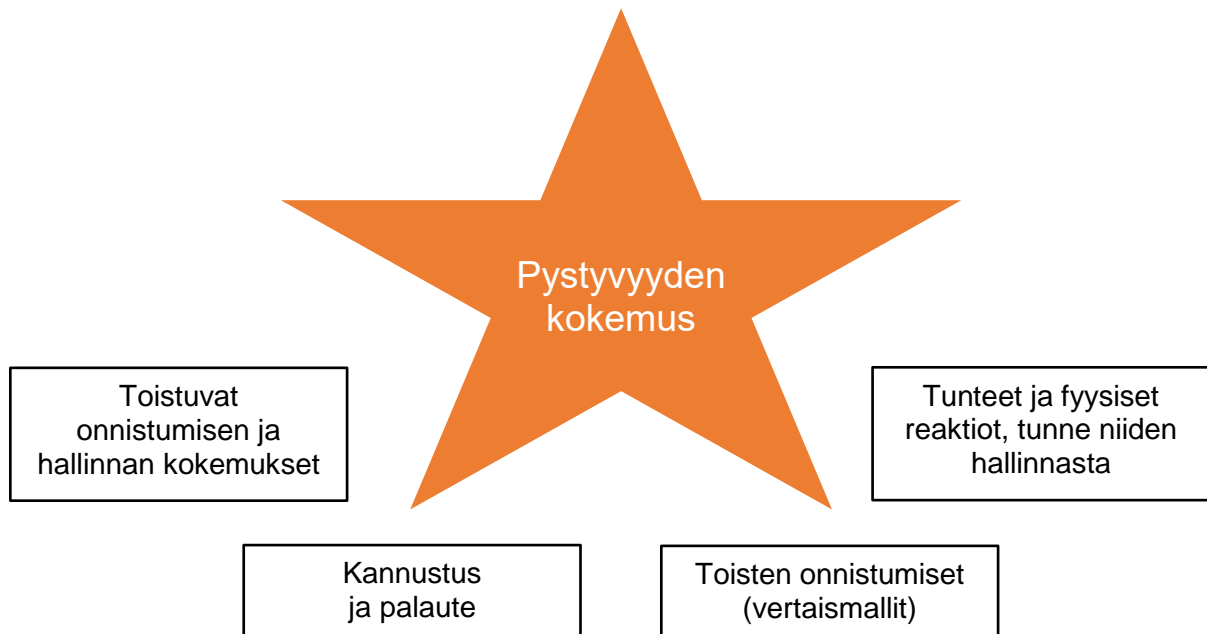 Pystyvyyden
kokemus
Toistuvat
onnistumisen ja
hallinnan kokemukset
Tunteet ja fyysiset
reaktiot, tunne niiden
hallinnasta
Kannustus
ja palaute
Toisten onnistumiset
(vertaismallit)